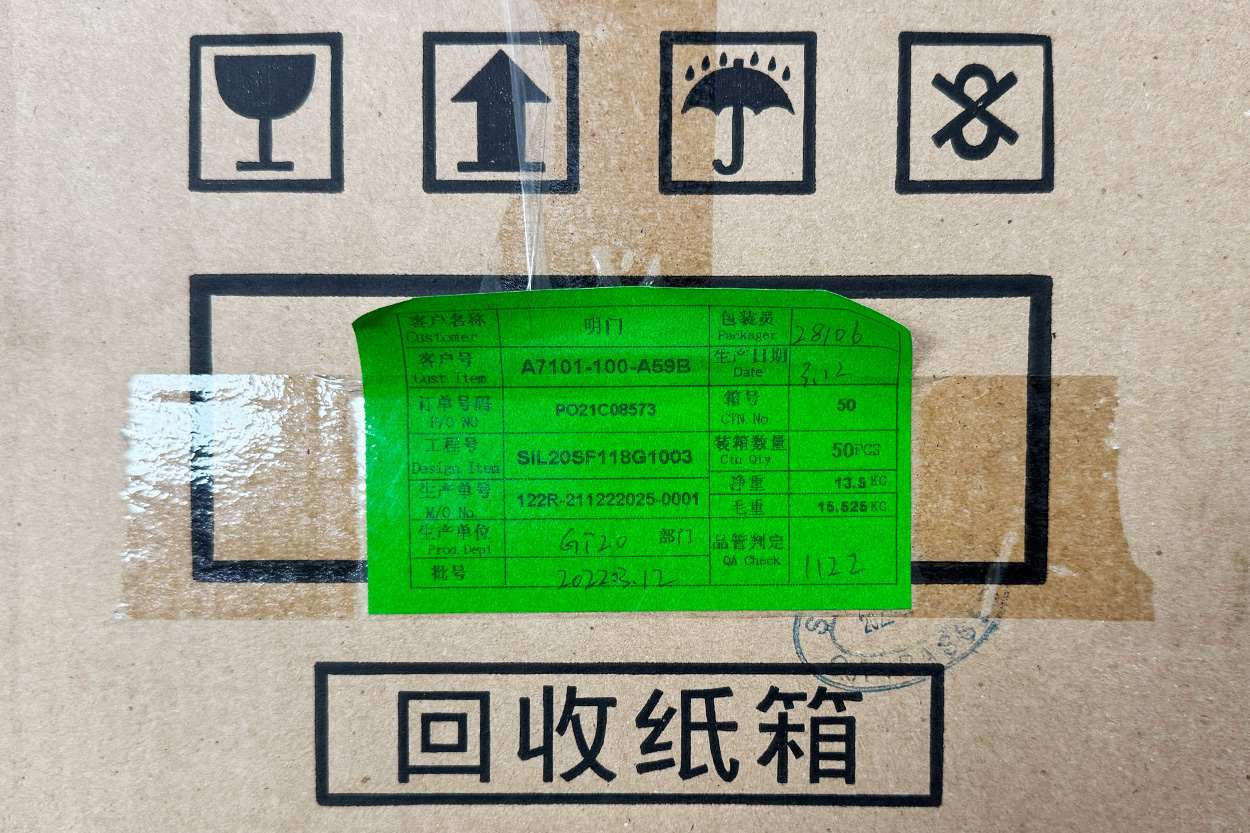 客户名称 明门 包装员 28106
Customer Packager
客户号 A7101-100-A59B 生产日期 3.12
Cust.Item Date
订单号码 PO21C08573 箱号 50
P/O NO CTN.No.
工程号 SIL20SF118G1003 装箱数量 50PCS
Design Item Ctn Qty.
生产单号 122R-211222025-0001 净重 13.5KG
M/O No. 毛重 15.525KG
生产单位 GT20 部门 品管判定 1122
Prod Dept QA Check
批号 2022.3.12
回收纸箱